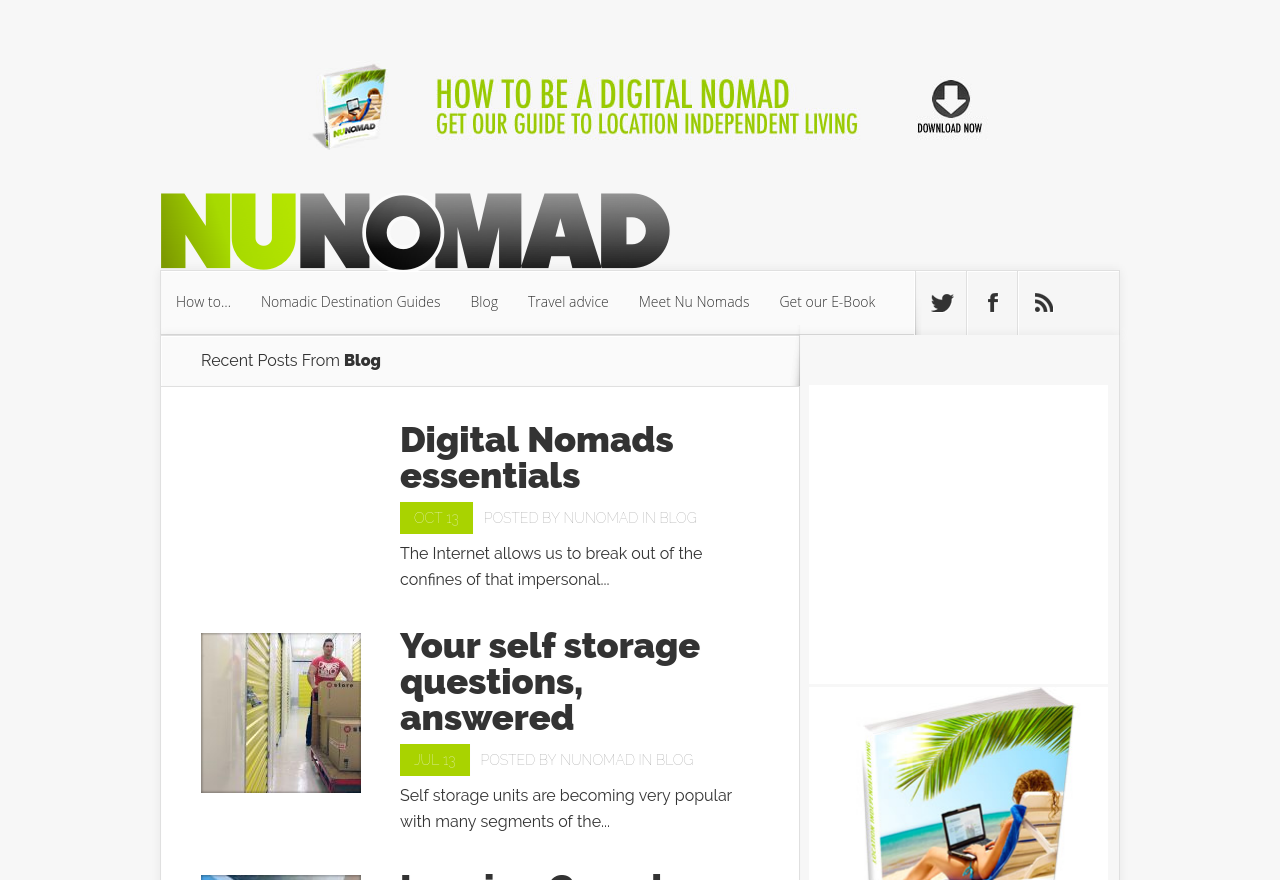 HOW TO BE A DIGITAL NOMAD
GET OUR GUIDE TO LOCATION INDEPENDENT LIVING
DOWNLOAD NOW
NUNOMAD
NUNOMAD
How to...
Nomadic Destination Guides
Blog
Travel advice
Meet Nu Nomads
Get our E-Book
Recent Posts From Blog
Digital Nomads
essentials
OCT 13
POSTED BY NUNOMAD IN BLOG
The Internet allows us to break out of the
confines of that impersonal...
Your self storage
questions,
answered
JUL 13
POSTED BY NUNOMAD IN BLOG
Self storage units are becoming very popular
with many segments of the...
store